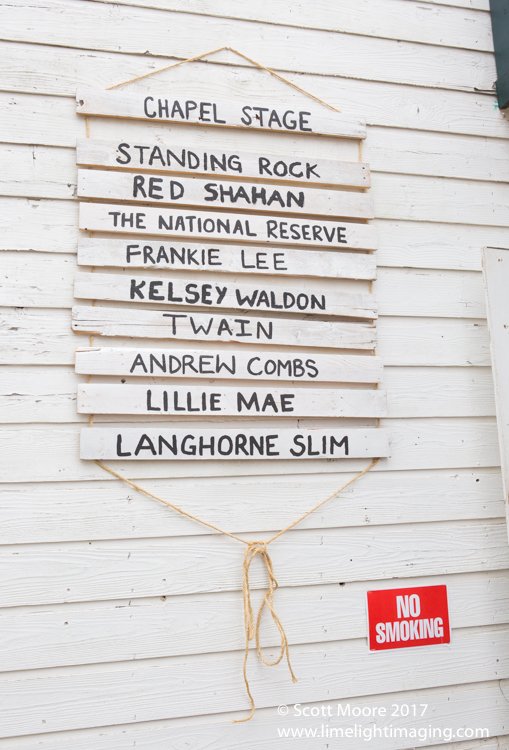 CHAPEL STAGE
STANDING ROCK
RED SHAHAN
THE NATIONAL RESERVE
FRANKIE LEE
KELSEY WALDON
TWAIN
ANDREW COMBS
LILLIE MAE
LANGHORNE SLIM
NO
SMOKING
© Scott Moore 2017
www.limelightimaging.com